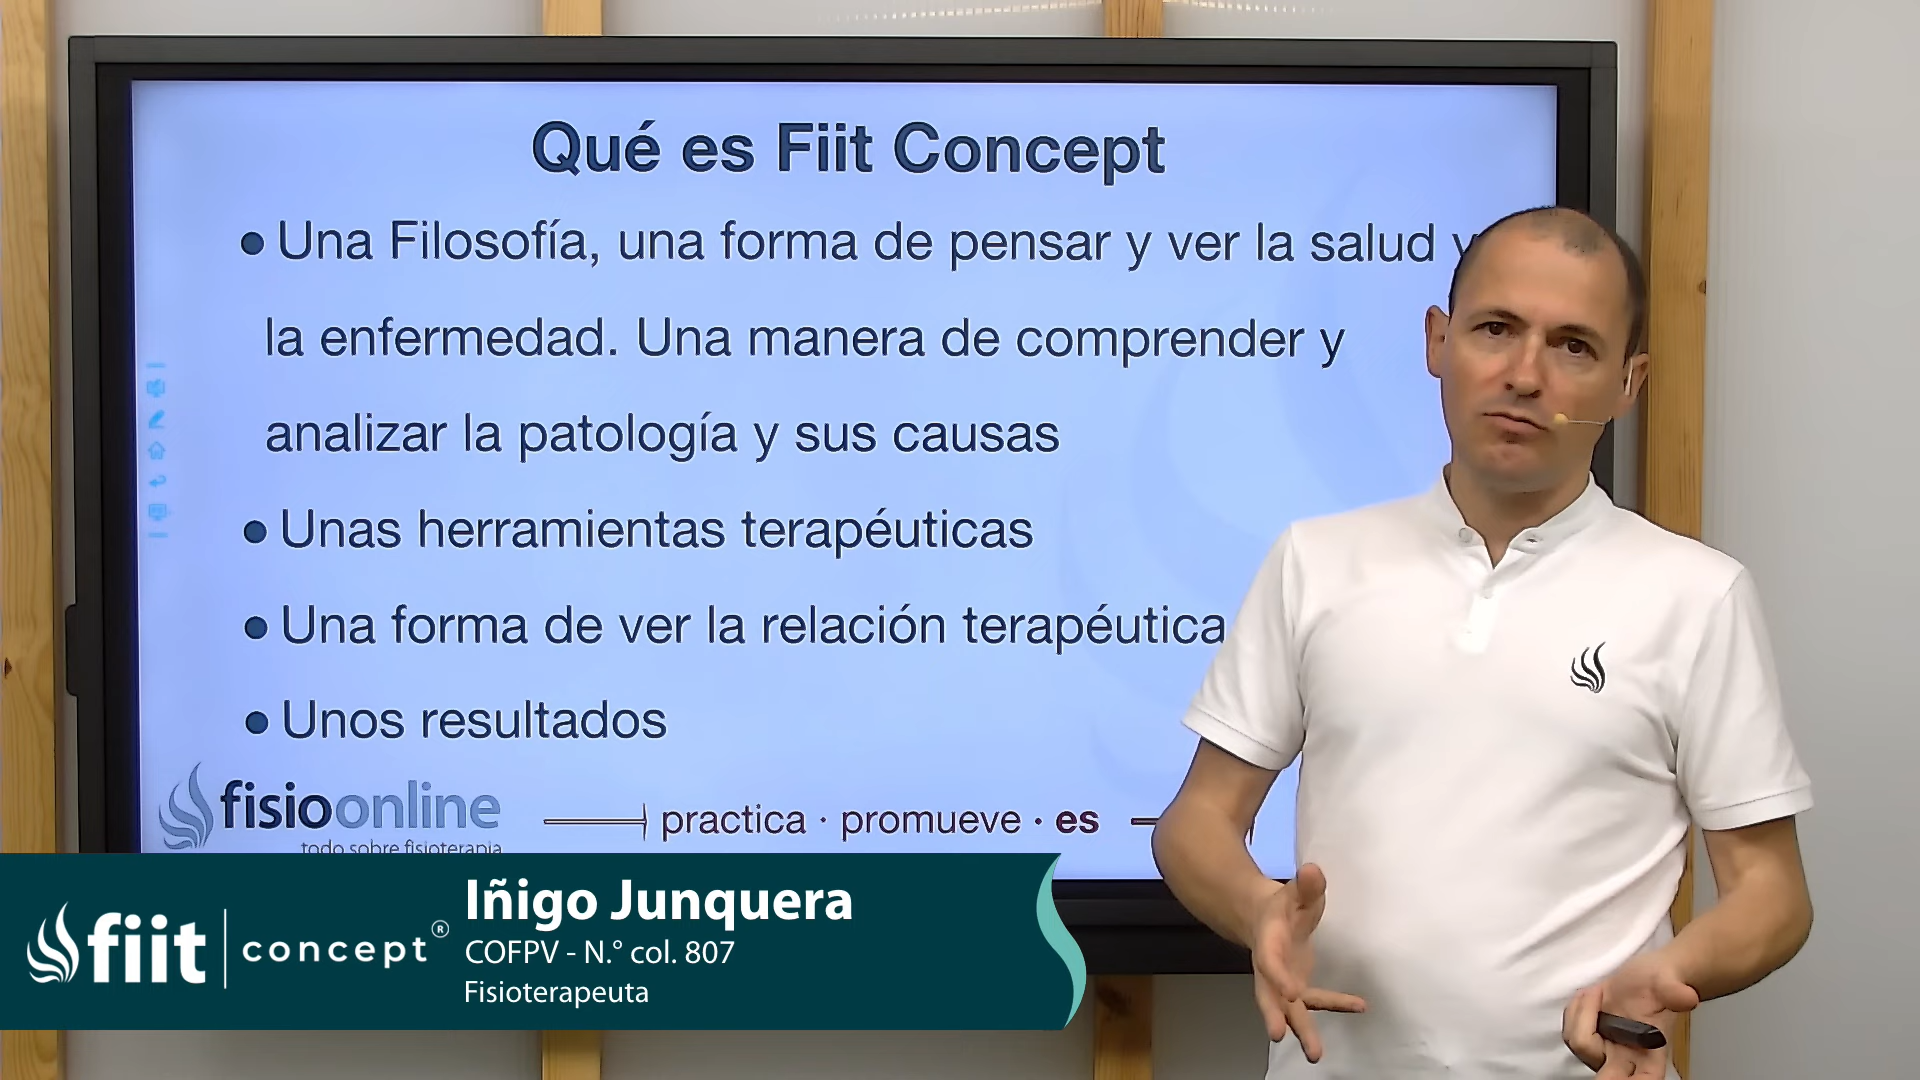 Qué es Fiit Concept
• Una Filosofía, una forma de pensar y ver la salud y
la enfermedad. Una manera de comprender y
analizar la patología y sus causas
• Unas herramientas terapéuticas
• Una forma de ver la relación terapéutica
• Unos resultados
fisioonline
todo sobre fisioterapia
practica · promueve · es
fiit concept®
Iñigo Junquera
COFPV - N.° col. 807
Fisioterapeuta